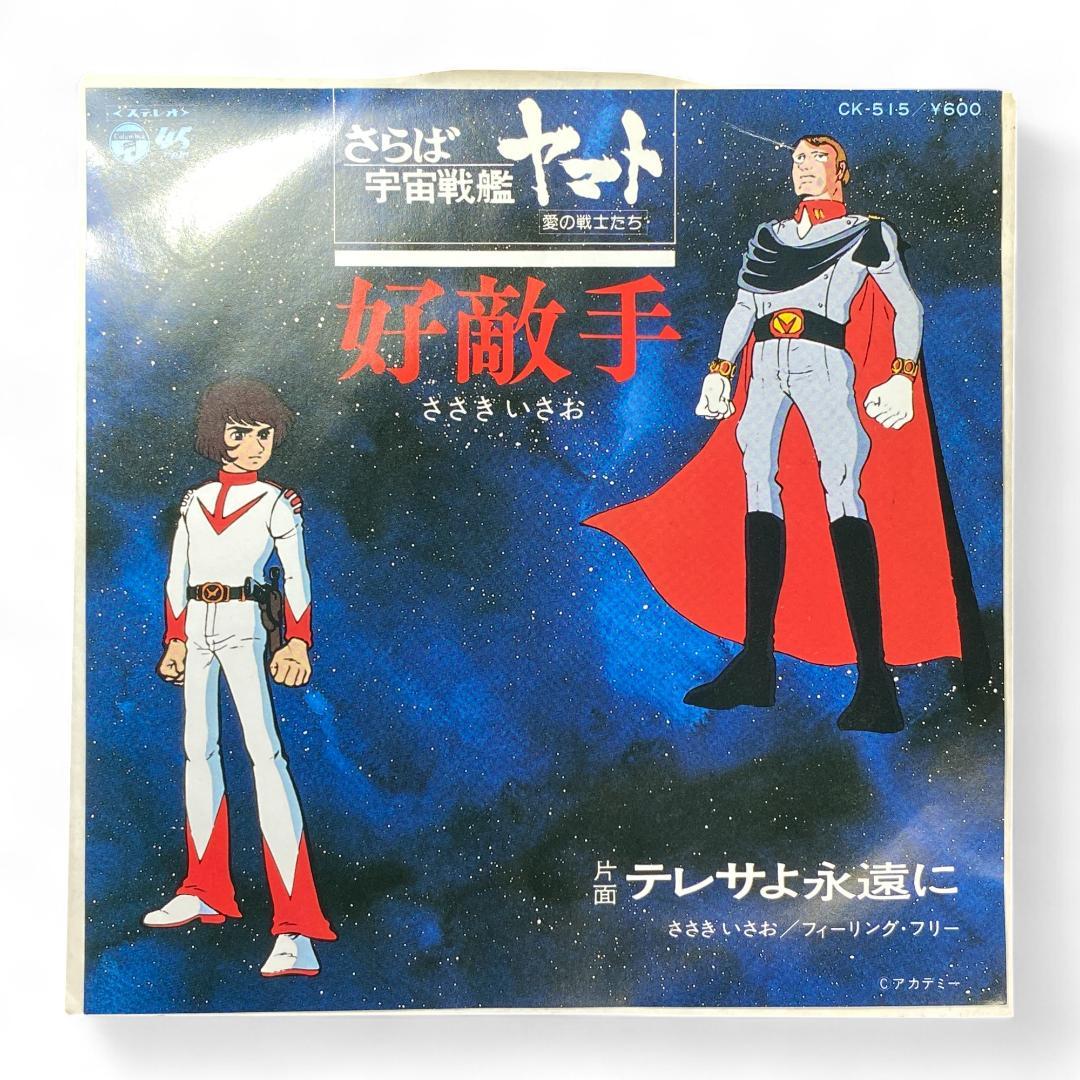 <ステレオ>
Columbia
45
CK-515/¥600
さらば
宇宙戦艦
ヤマト
愛の戦士たち
好敵手
ささきいさお
片面
テレサよ永遠に
ささきいさお/フィーリング・フリー
Cアカデミー